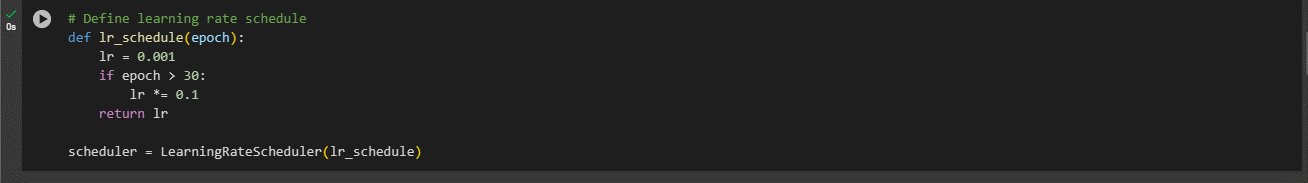 0s
# Define learning rate schedule
def lr_schedule(epoch):
    lr = 0.001
    if epoch > 30:
        lr *= 0.1
    return lr

scheduler = LearningRateScheduler(lr_schedule)